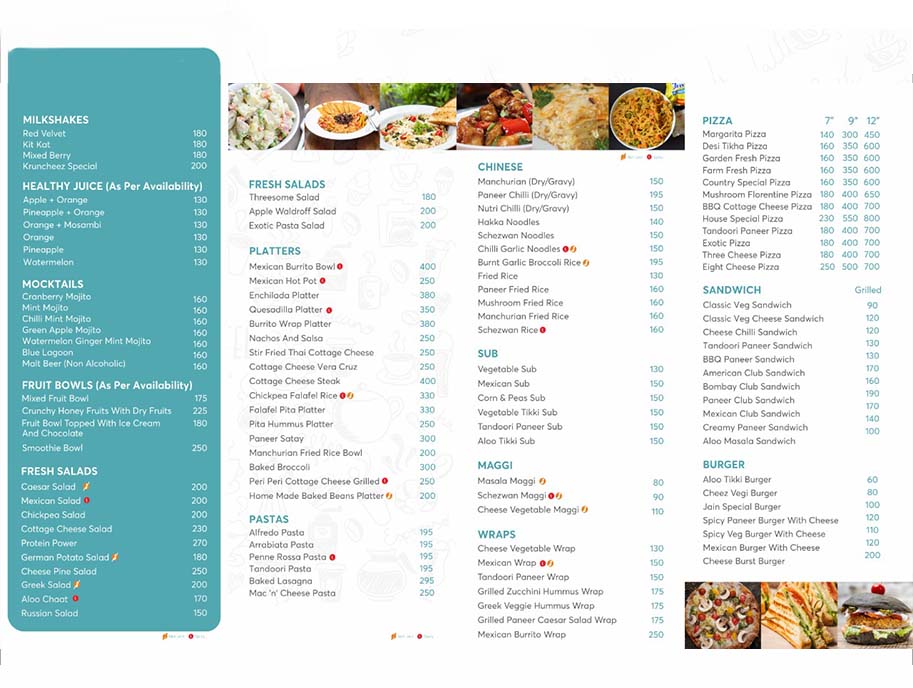 MILKSHAKES
Red Velvet 180
Kit Kat 180
Mixed Berry 180
Kruncheez Special 200
HEALTHY JUICE (As Per Availability)
Apple + Orange 130
Pineapple + Orange 130
Orange + Mosambi 130
Orange 130
Pineapple 130
Watermelon 130
MOCKTAILS
Cranberry Mojito 160
Mint Mojito 160
Chilli Mint Mojito 160
Green Apple Mojito 160
Watermelon Ginger Mint Mojito 160
Blue Lagoon 160
Malt Beer (Non Alcoholic) 160
FRUIT BOWLS (As Per Availability)
Mixed Fruit Bowl 175
Crunchy Honey Fruits With Dry Fruits 225
Fruit Bowl Topped With Ice Cream 180
And Chocolate
Smoothie Bowl 250
FRESH SALADS
Caesar Salad 200
Mexican Salad 200
Chickpea Salad 200
Cottage Cheese Salad 230
Protein Power 270
German Potato Salad 180
Cheese Pine Salad 250
Greek Salad 200
Aloo Chaat 170
Russian Salad 150
FRESH SALADS
Threesome Salad 180
Apple Waldroff Salad 200
Exotic Pasta Salad 200
PLATTERS
Mexican Burrito Bowl 400
Mexican Hot Pot 250
Enchilada Platter 380
Quesadilla Platter 350
Burrito Wrap Platter 380
Nachos And Salsa 250
Stir Fried Thai Cottage Cheese 250
Cottage Cheese Vera Cruz 250
Cottage Cheese Steak 400
Chickpea Falafel Rice 330
Falafel Pita Platter 330
Pita Hummus Platter 250
Paneer Satay 300
Manchurian Fried Rice Bowl 200
Baked Broccoli 300
Peri Peri Cottage Cheese Grilled 250
Home Made Baked Beans Platter 200
PASTAS
Alfredo Pasta 195
Arrabiata Pasta 195
Penne Rossa Pasta 195
Tandoori Pasta 195
Baked Lasagna 295
Mac 'n' Cheese Pasta 250
CHINESE
Manchurian (Dry/Gravy) 150
Paneer Chilli (Dry/Gravy) 195
Nutri Chilli (Dry/Gravy) 150
Hakka Noodles 140
Schezwan Noodles 150
Chilli Garlic Noodles 150
Burnt Garlic Broccoli Rice 195
Fried Rice 130
Paneer Fried Rice 160
Mushroom Fried Rice 160
Manchurian Fried Rice 160
Schezwan Rice 160
SUB
Vegetable Sub 130
Mexican Sub 150
Corn & Peas Sub 150
Vegetable Tikki Sub 150
Tandoori Paneer Sub 150
Aloo Tikki Sub 150
MAGGI
Masala Maggi 80
Schezwan Maggi 90
Cheese Vegetable Maggi 110
WRAPS
Cheese Vegetable Wrap 130
Mexican Wrap 150
Tandoori Paneer Wrap 150
Grilled Zucchini Hummus Wrap 175
Greek Veggie Hummus Wrap 175
Grilled Paneer Caesar Salad Wrap 175
Mexican Burrito Wrap 250
PIZZA 7" 9" 12"
Margarita Pizza 140 300 450
Desi Tikha Pizza 160 350 600
Garden Fresh Pizza 160 350 600
Farm Fresh Pizza 160 350 600
Country Special Pizza 160 350 600
Mushroom Florentine Pizza 180 400 650
BBQ Cottage Cheese Pizza 180 400 700
House Special Pizza 230 550 800
Tandoori Paneer Pizza 180 400 700
Exotic Pizza 180 400 700
Three Cheese Pizza 180 400 700
Eight Cheese Pizza 250 500 700
SANDWICH Grilled
Classic Veg Sandwich 90
Classic Veg Cheese Sandwich 120
Cheese Chilli Sandwich 120
Tandoori Paneer Sandwich 130
BBQ Paneer Sandwich 130
American Club Sandwich 170
Bombay Club Sandwich 160
Paneer Club Sandwich 190
Mexican Club Sandwich 170
Creamy Paneer Sandwich 140
Aloo Masala Sandwich 100
BURGER
Aloo Tikki Burger 60
Cheez Vegi Burger 80
Jain Special Burger 100
Spicy Paneer Burger With Cheese 120
Spicy Veg Burger With Cheese 110
Mexican Burger With Cheese 120
Cheese Burst Burger 200